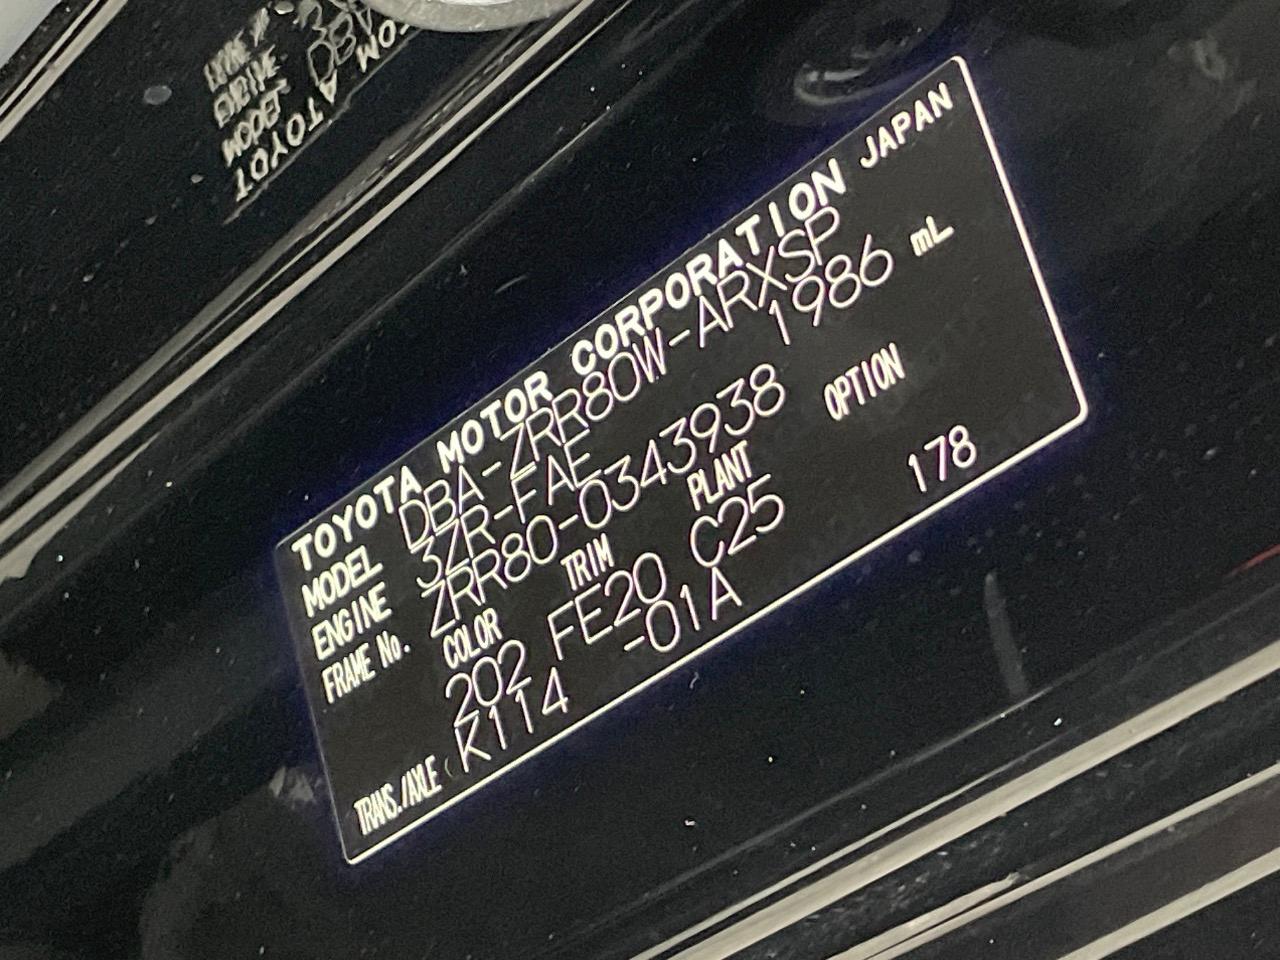 TOYOTA MOTOR CORPORATION JAPAN
MODEL DBA-ZRR80W-ARXSP
ENGINE 3ZR-FAE 1986 mL
FRAME No. ZRR80-0343938
COLOR TRIM PLANT OPTION
202 FE20 C25 178
TRANS./AXLE K114 -01A